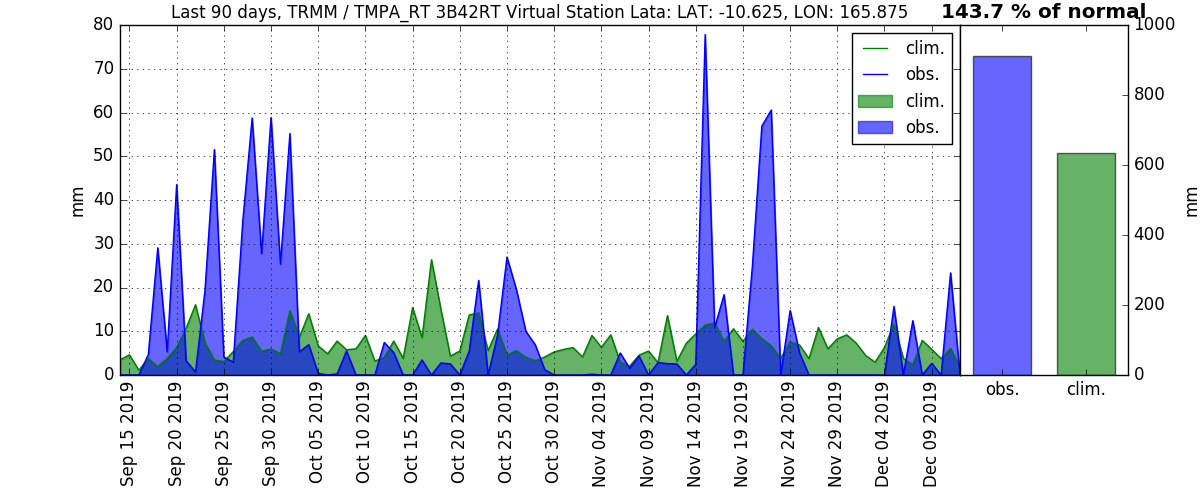 Last 90 days, TRMM / TMPA_RT 3B42RT Virtual Station Lata: LAT: -10.625, LON: 165.875
143.7 % of normal
80
70
60
50
40
30
20
10
0
mm
clim.
obs.
clim.
obs.
Sep 15 2019
Sep 20 2019
Sep 25 2019
Sep 30 2019
Oct 05 2019
Oct 10 2019
Oct 15 2019
Oct 20 2019
Oct 25 2019
Oct 30 2019
Nov 04 2019
Nov 09 2019
Nov 14 2019
Nov 19 2019
Nov 24 2019
Nov 29 2019
Dec 04 2019
Dec 09 2019
1000
800
600
400
200
0
mm
obs.
clim.